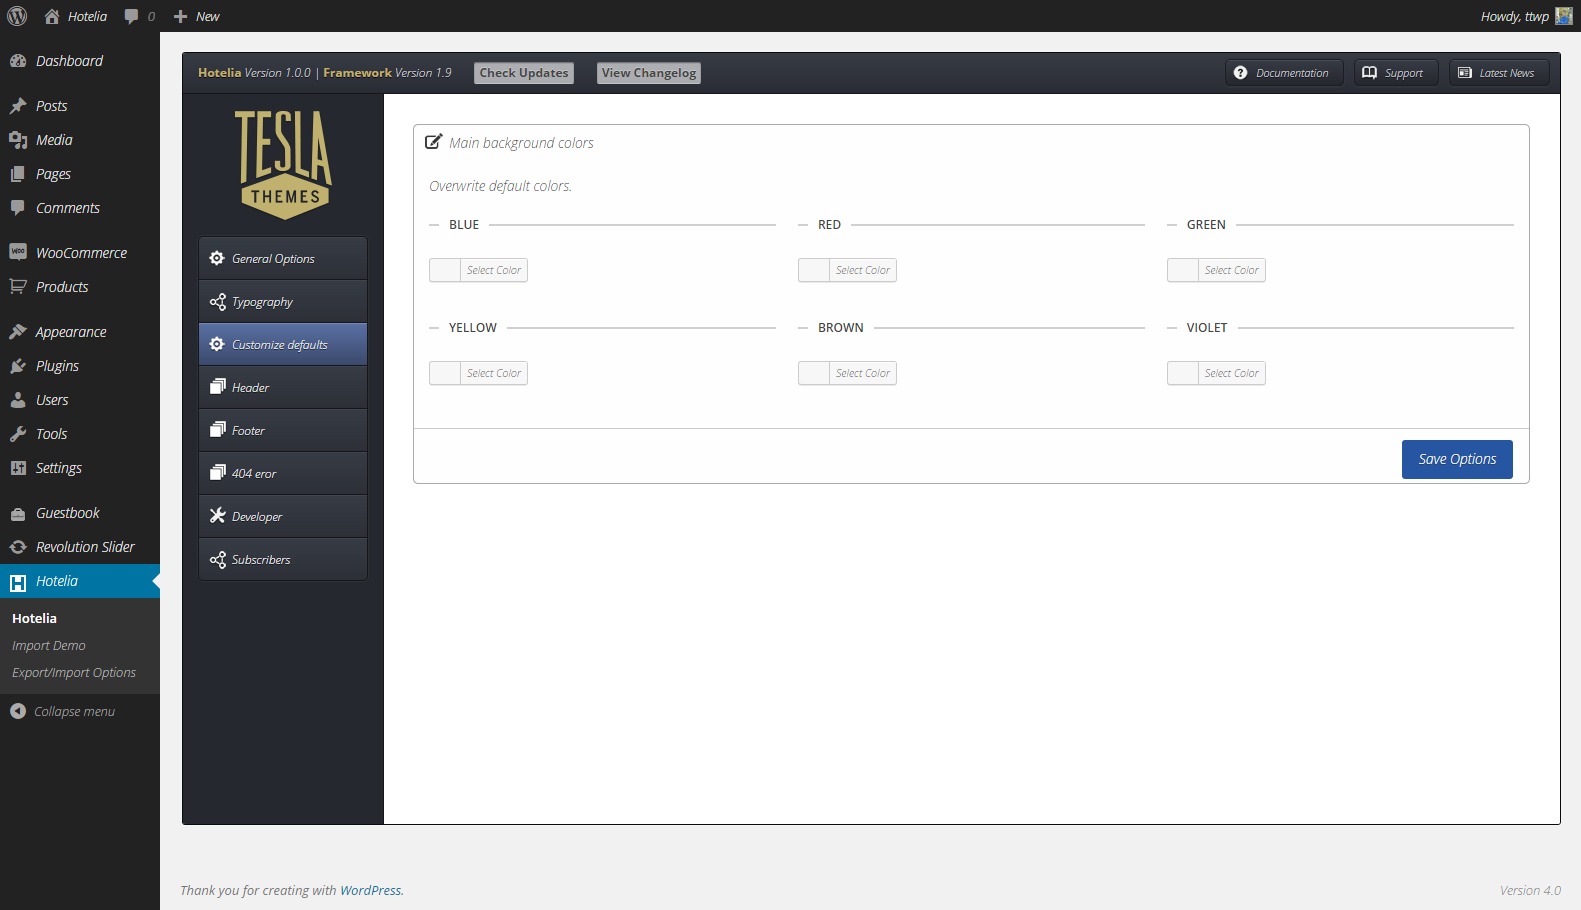 Hotelia
0
New
Howdy, ttwp
Dashboard
Posts
Media
Pages
Comments
WooCommerce
Products
Appearance
Plugins
Users
Tools
Settings
Guestbook
Revolution Slider
Hotelia
Hotelia
Import Demo
Export/Import Options
Collapse menu
Hotelia Version 1.0.0 | Framework Version 1.9
Check Updates
View Changelog
Documentation
Support
Latest News
TESLA
THEMES
General Options
Typography
Customize defaults
Header
Footer
404 eror
Developer
Subscribers
Main background colors
Overwrite default colors.
BLUE
RED
GREEN
Select Color
Select Color
Select Color
YELLOW
BROWN
VIOLET
Select Color
Select Color
Select Color
Save Options
Thank you for creating with WordPress.
Version 4.0